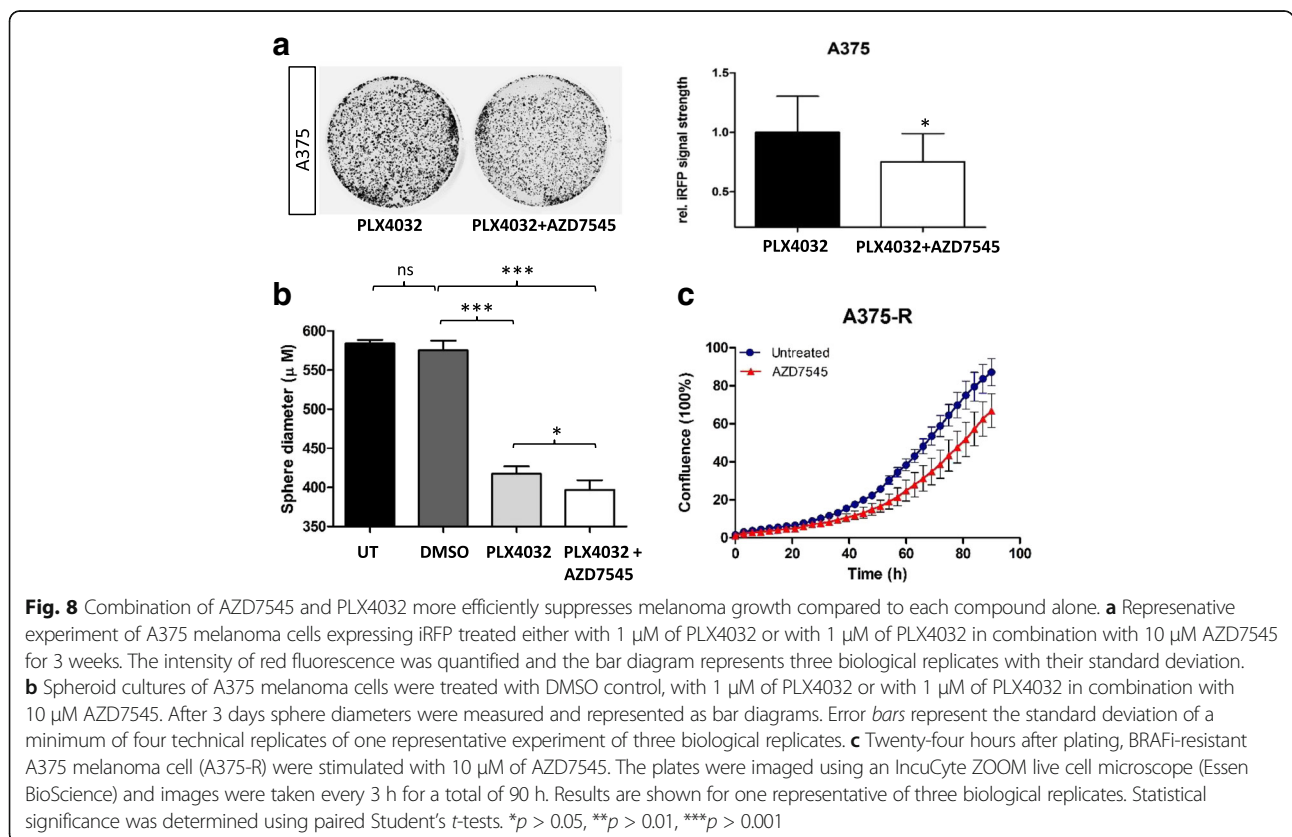 a
A375
PLX4032
PLX4032+AZD7545
A375
rel. iRFP signal strength
1.5
1.0
0.5
*
PLX4032
PLX4032+AZD7545
b
ns
***
***
*
Sphere diameter (µ M)
600
550
500
450
400
350
UT
DMSO
PLX4032
PLX4032 +
AZD7545
c
A375-R
Untreated
AZD7545
Confluence (100%)
100
80
60
40
20
0
0
20
40
60
80
100
Time (h)
Fig. 8 Combination of AZD7545 and PLX4032 more efficiently suppresses melanoma growth compared to each compound alone. a Represenative
experiment of A375 melanoma cells expressing iRFP treated either with 1 µM of PLX4032 or with 1 µM of PLX4032 in combination with 10 µM AZD7545
for 3 weeks. The intensity of red fluorescence was quantified and the bar diagram represents three biological replicates with their standard deviation.
b Spheroid cultures of A375 melanoma cells were treated with DMSO control, with 1 µM of PLX4032 or with 1 µM of PLX4032 in combination with
10 µM AZD7545. After 3 days sphere diameters were measured and represented as bar diagrams. Error bars represent the standard deviation of a
minimum of four technical replicates of one representative experiment of three biological replicates. c Twenty-four hours after plating, BRAFi-resistant
A375 melanoma cell (A375-R) were stimulated with 10 µM of AZD7545. The plates were imaged using an IncuCyte ZOOM live cell microscope (Essen
BioScience) and images were taken every 3 h for a total of 90 h. Results are shown for one representative of three biological replicates. Statistical
significance was determined using paired Student's t-tests. *p > 0.05, **p > 0.01, ***p > 0.001